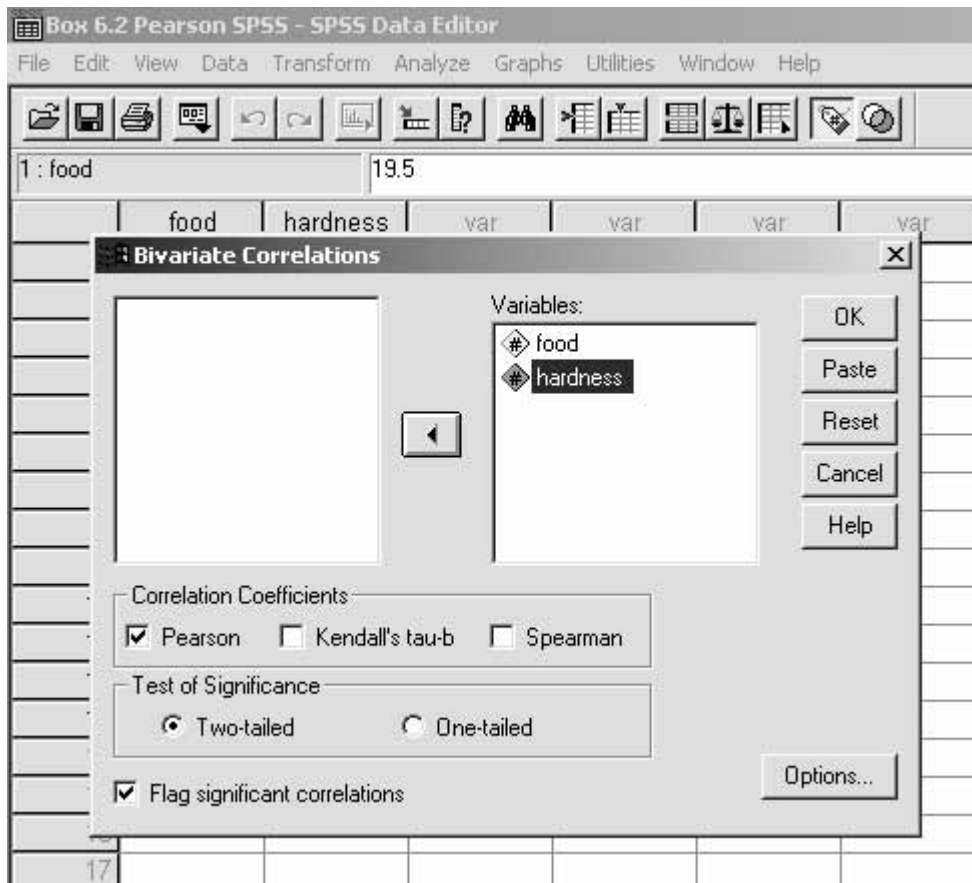 Box 6.2 Pearson SPSS - SPSS Data Editor
File Edit View Data Transform Analyze Graphs Utilities Window Help
1 : food 19.5
food hardness var var var var
Bivariate Correlations
Variables:
food
hardness
OK
Paste
Reset
Cancel
Help
Correlation Coefficients
Pearson Kendall's tau-b Spearman
Test of Significance
Two-tailed One-tailed
Flag significant correlations
Options...
17